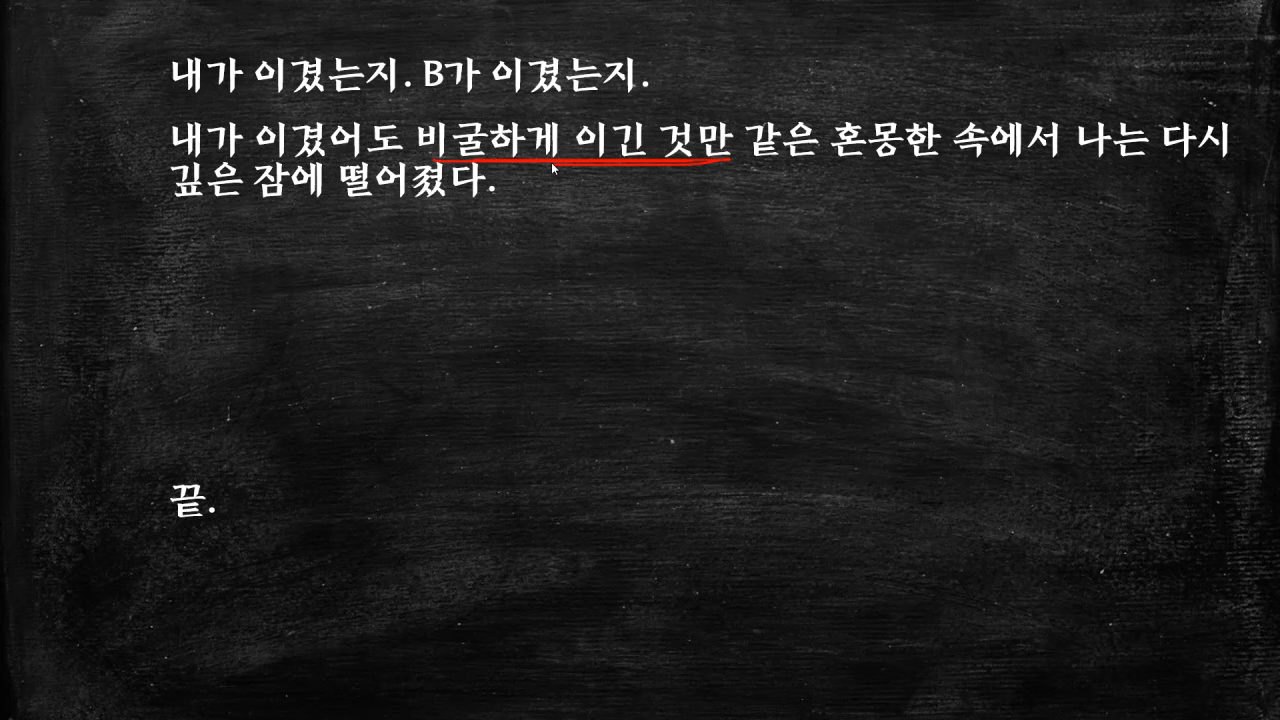 내가 이겼는지. B가 이겼는지.
내가 이겼어도 비굴하게 이긴 것만 같은 혼몽한 속에서 나는 다시
깊은 잠에 떨어졌다.
끝.